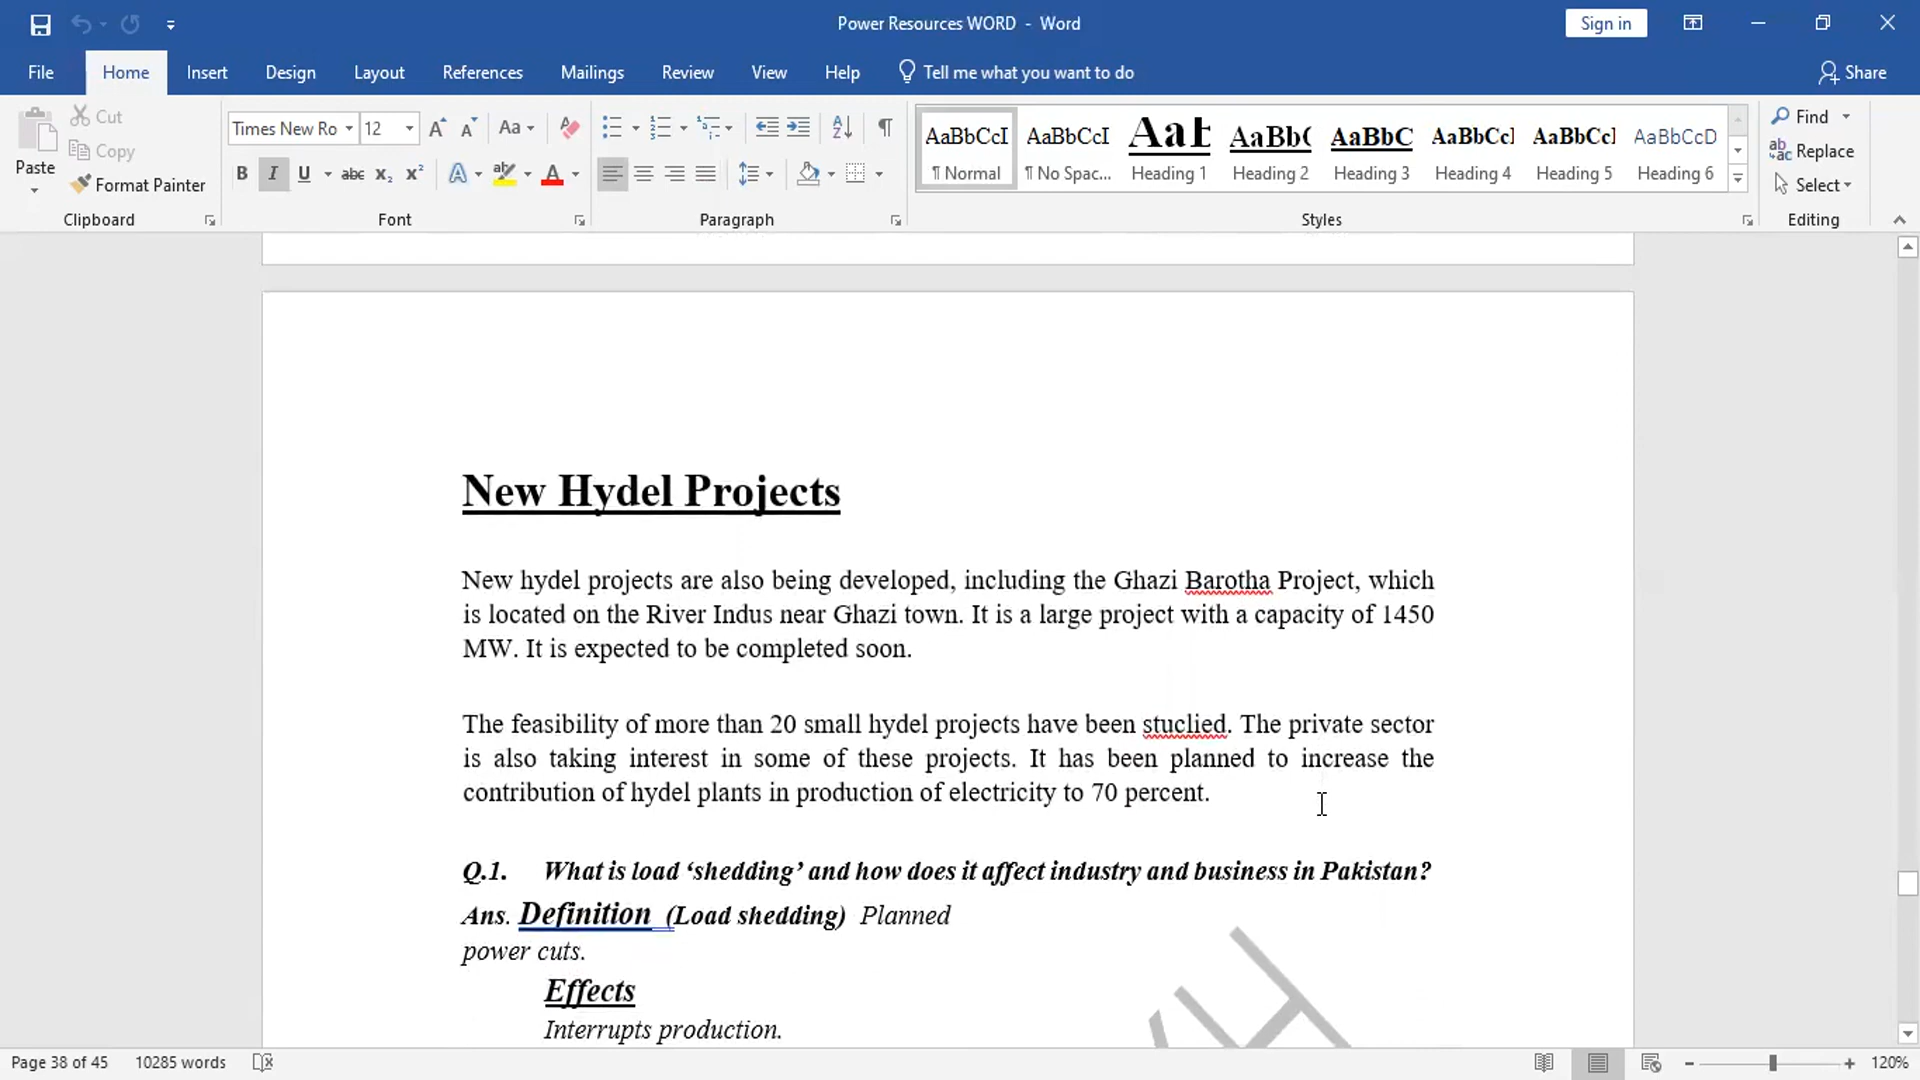 Power Resources WORD - Word
Sign in
File Home Insert Design Layout References Mailings Review View Help Tell me what you want to do Share
Paste
Cut
Copy
Format Painter
Clipboard
Times New Ro 12
Aa
B I U abc x₂ x²
Font
Paragraph
AaBbCcI AaBbCcI AaB AaBb( AaBbC AaBbCcl AaBbCcl AaBbCcD
¶ Normal ¶ No Spac... Heading 1 Heading 2 Heading 3 Heading 4 Heading 5 Heading 6
Styles
Find
Replace
Select
Editing
New Hydel Projects
New hydel projects are also being developed, including the Ghazi Barotha Project, which
is located on the River Indus near Ghazi town. It is a large project with a capacity of 1450
MW. It is expected to be completed soon.
The feasibility of more than 20 small hydel projects have been stuclied. The private sector
is also taking interest in some of these projects. It has been planned to increase the
contribution of hydel plants in production of electricity to 70 percent.
Q.1. What is load ‘shedding’ and how does it affect industry and business in Pakistan?
Ans. Definition (Load shedding) Planned
power cuts.
Effects
Interrupts production.
Page 38 of 45 10285 words 120%